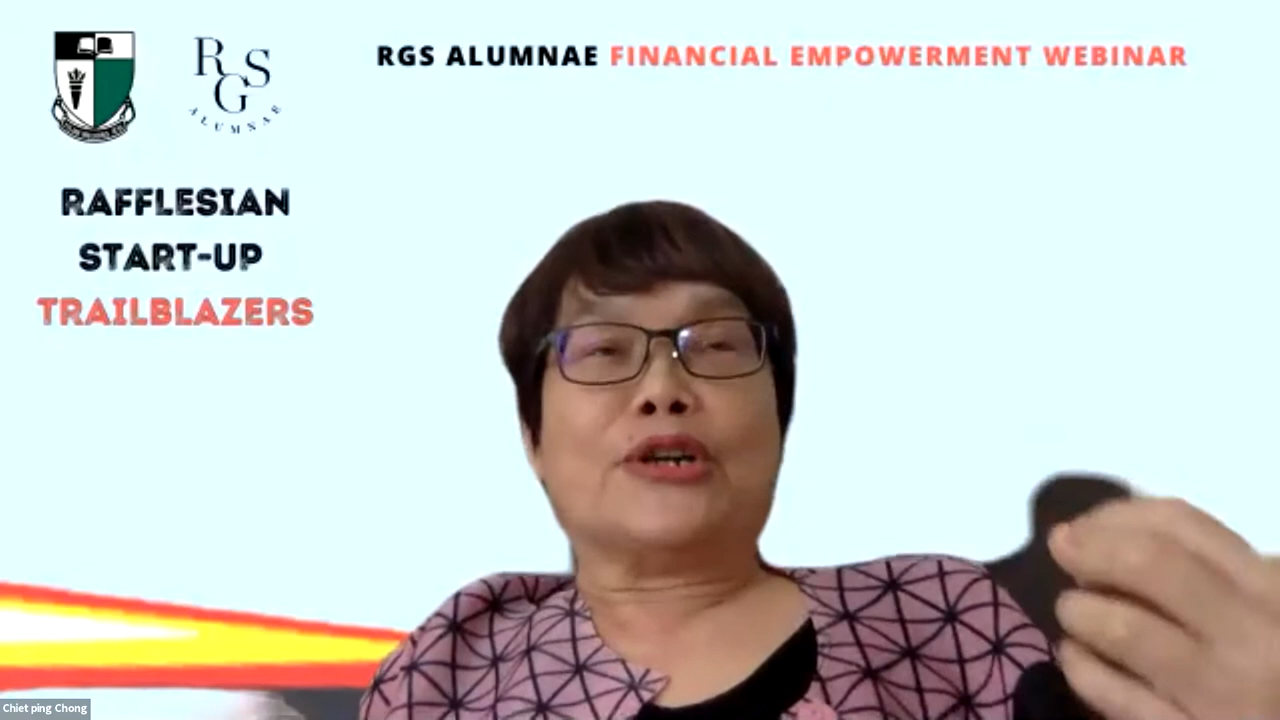 RGS ALUMNAE FINANCIAL EMPOWERMENT WEBINAR
RGS
ALUMNAE
RAFFLESIAN
START-UP
TRAILBLAZERS
Chiet ping Chong